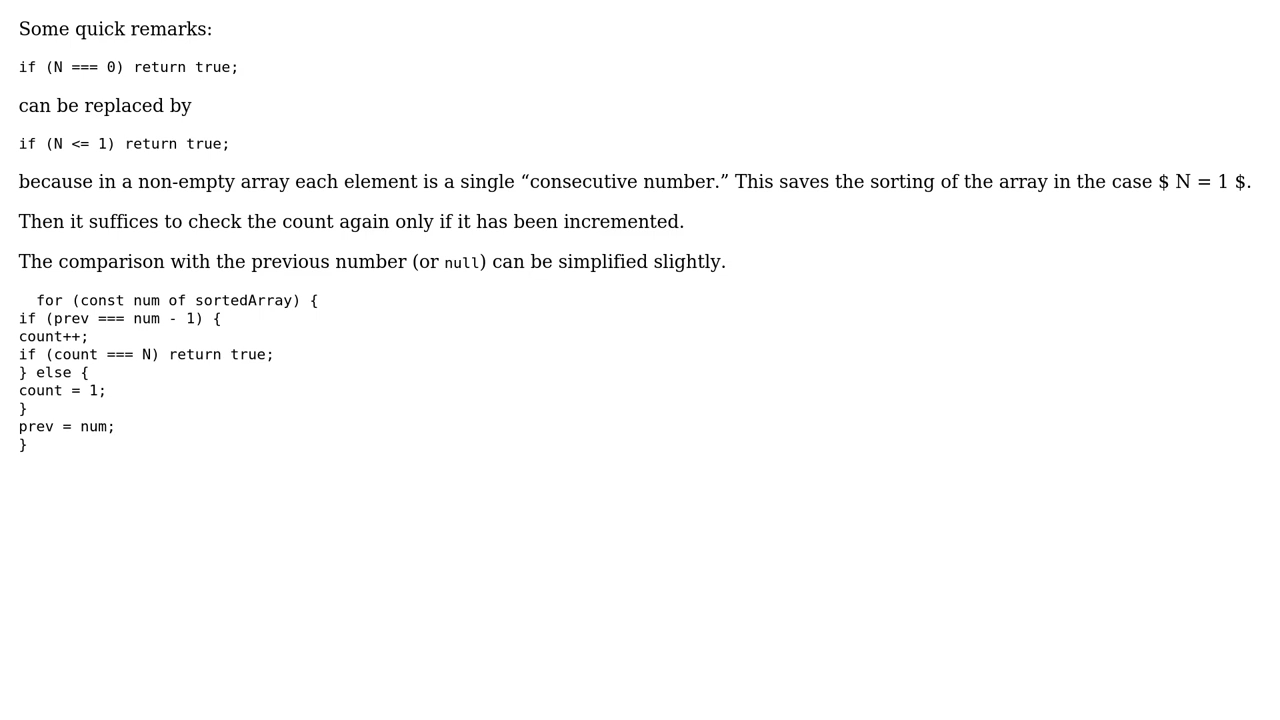 Some quick remarks:
if (N === 0) return true;
can be replaced by
if (N <= 1) return true;
because in a non-empty array each element is a single “consecutive number.” This saves the sorting of the array in the case $ N = 1 $.
Then it suffices to check the count again only if it has been incremented.
The comparison with the previous number (or null) can be simplified slightly.
  for (const num of sortedArray) {
if (prev === num - 1) {
count++;
if (count === N) return true;
} else {
count = 1;
}
prev = num;
}